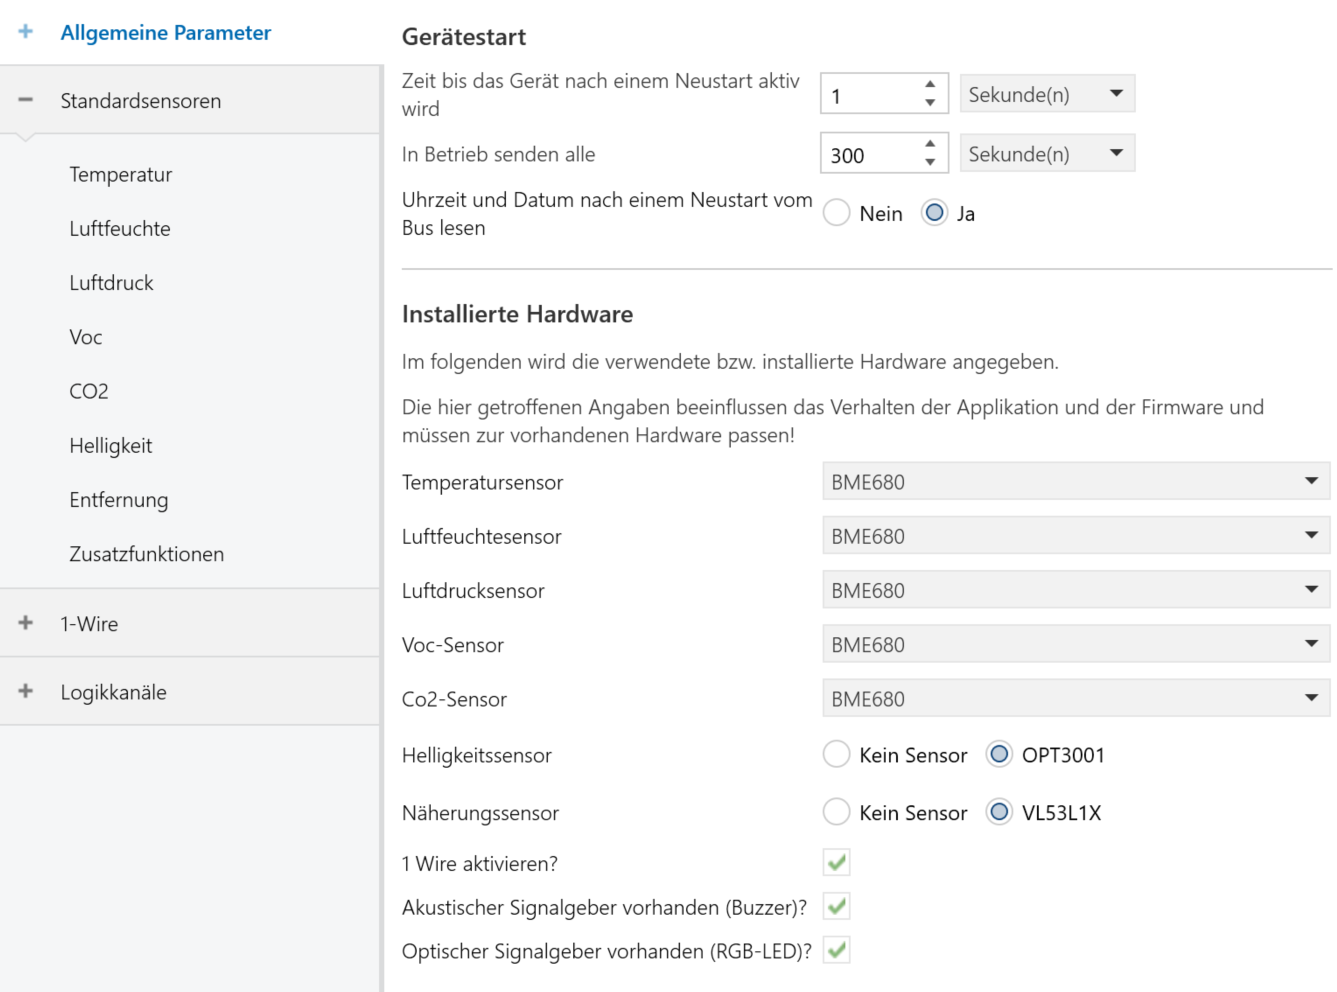 Allgemeine Parameter
Standardsensoren
Temperatur
Luftfeuchte
Luftdruck
Voc
CO2
Helligkeit
Entfernung
Zusatzfunktionen
1-Wire
Logikkanäle
Gerätestart
Zeit bis das Gerät nach einem Neustart aktiv
wird
1 Sekunde(n)
In Betrieb senden alle 300 Sekunde(n)
Uhrzeit und Datum nach einem Neustart vom
Bus lesen
Nein Ja
Installierte Hardware
Im folgenden wird die verwendete bzw. installierte Hardware angegeben.
Die hier getroffenen Angaben beeinflussen das Verhalten der Applikation und der Firmware und
müssen zur vorhandenen Hardware passen!
Temperatursensor BME680
Luftfeuchtesensor BME680
Luftdrucksensor BME680
Voc-Sensor BME680
Co2-Sensor BME680
Helligkeitssensor Kein Sensor OPT3001
Näherungssensor Kein Sensor VL53L1X
1 Wire aktivieren?
Akustischer Signalgeber vorhanden (Buzzer)?
Optischer Signalgeber vorhanden (RGB-LED)?